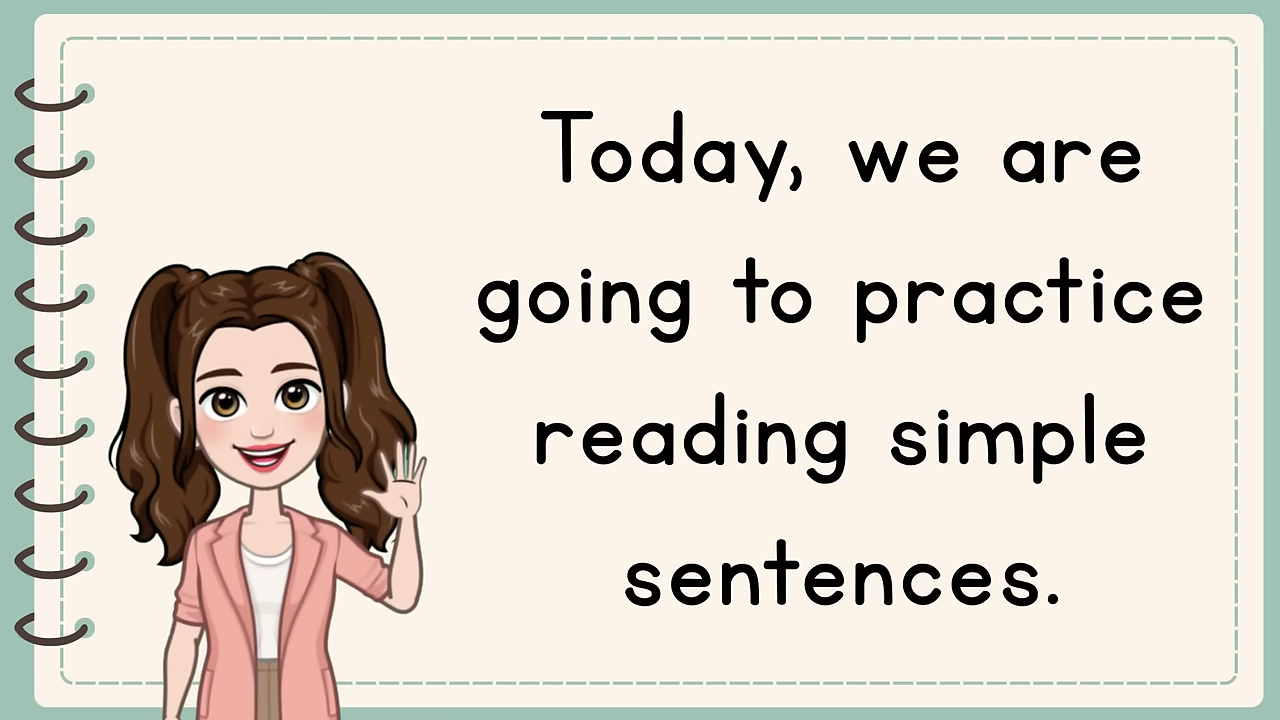 Today, we are
going to practice
reading simple
sentences.